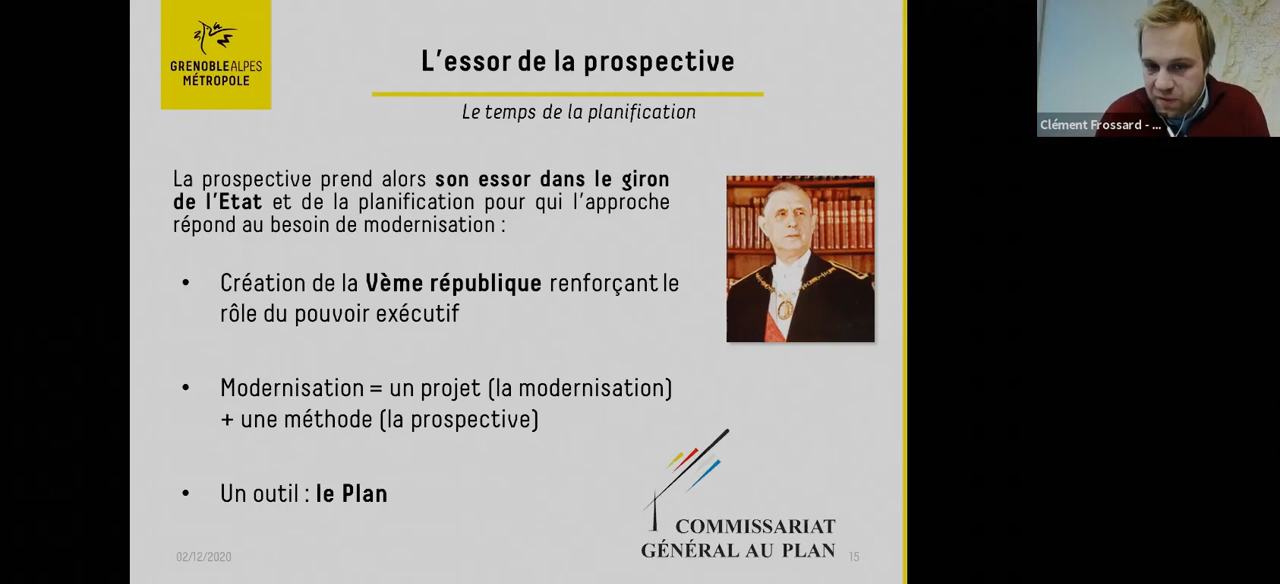 GRENOBLEALPES
MÉTROPOLE
L'essor de la prospective
Le temps de la planification
La prospective prend alors son essor dans le giron
de l'Etat et de la planification pour qui l'approche
répond au besoin de modernisation :
• Création de la Vème république renforçant le
rôle du pouvoir exécutif
• Modernisation = un projet (la modernisation)
+ une méthode (la prospective)
• Un outil : le Plan
COMMISSARIAT
GÉNÉRAL AU PLAN
02/12/2020
15
Clément Frossard - ...